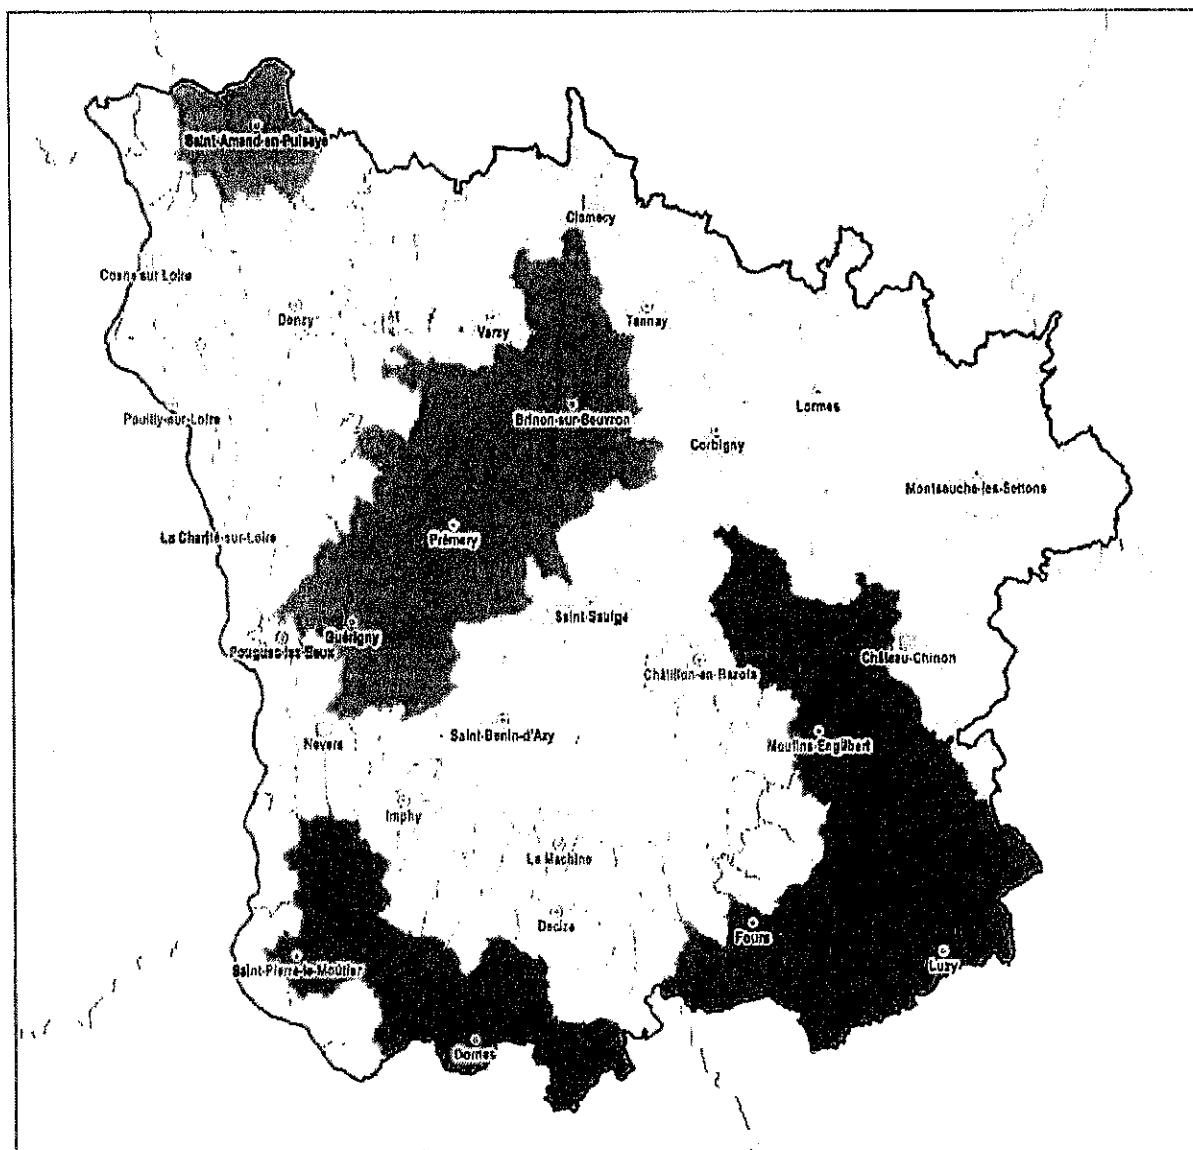 Saint-Amand-en-Puisaye
Clamecy
Cosne sur Loire
Donzy
Varzy
Tannay
Pouilly-sur-Loire
Brinon-sur-Beuvron
Lormes
Corbigny
Montsauche-les-Settons
La Charité-sur-Loire
Prémery
Saint-Saulge
Guérigny
Pougues-les-Eaux
Château-Chinon
Châtillon-en-Bazois
Nevers
Saint-Benin-d'Azy
Moulins-Engilbert
Imphy
La Machine
Decize
Fours
Luzy
Saint-Pierre-le-Moûtier
Dornes